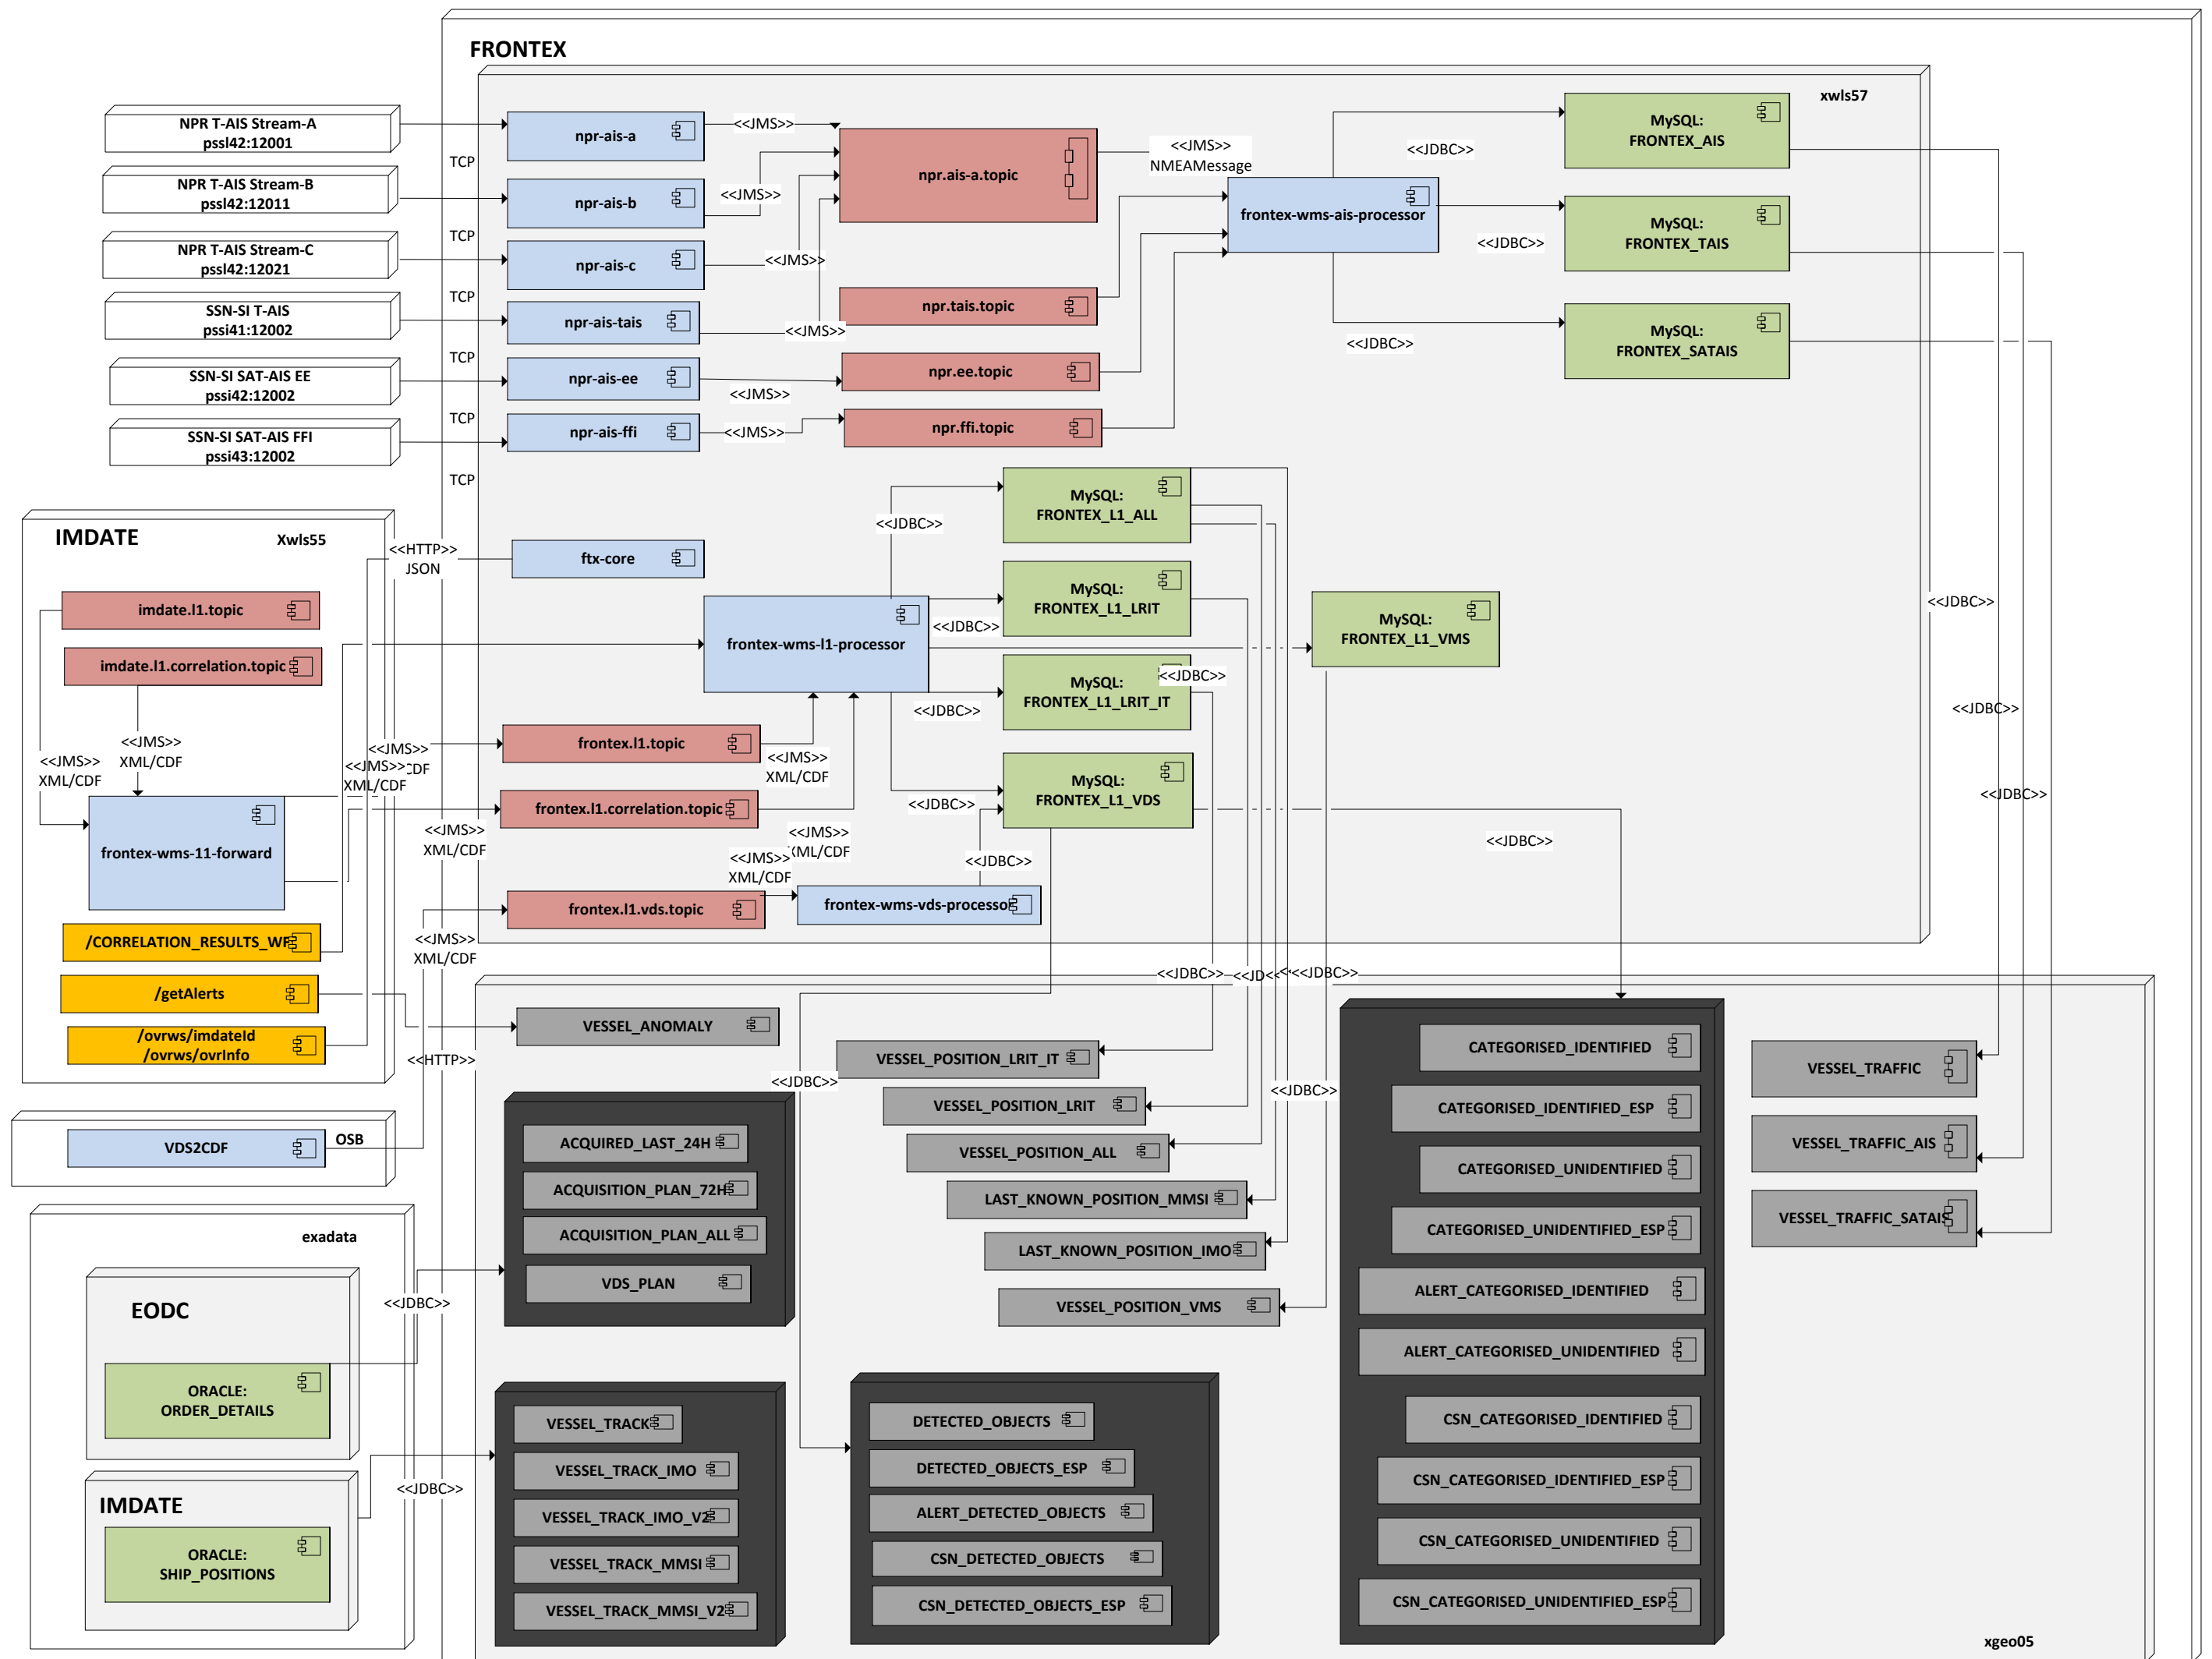 FRONTEX
xwls57
NPR T-AIS Stream-A
pssl42:12001
NPR T-AIS Stream-B
pssl42:12011
NPR T-AIS Stream-C
pssl42:12021
SSN-SI T-AIS
pssi41:12002
SSN-SI SAT-AIS EE
pssi42:12002
SSN-SI SAT-AIS FFI
pssi43:12002
TCP
TCP
TCP
TCP
TCP
TCP
npr-ais-a
npr-ais-b
npr-ais-c
npr-ais-tais
npr-ais-ee
npr-ais-ffi
<<JMS>>
<<JMS>>
<<JMS>>
<<JMS>>
<<JMS>>
<<JMS>>
npr.ais-a.topic
npr.tais.topic
npr.ee.topic
npr.ffi.topic
<<JMS>>
NMEAMessage
frontex-wms-ais-processor
<<JDBC>>
<<JDBC>>
<<JDBC>>
MySQL:
FRONTEX_AIS
MySQL:
FRONTEX_TAIS
MySQL:
FRONTEX_SATAIS
IMDATE
Xwls55
imdate.l1.topic
imdate.l1.correlation.topic
<<JMS>>
XML/CDF
<<JMS>>
XML/CDF
frontex-wms-11-forward
/CORRELATION_RESULTS_WF
/getAlerts
/ovrws/imdateId
/ovrws/ovrInfo
<<HTTP>>
JSON
ftx-core
frontex-wms-l1-processor
<<JDBC>>
<<JDBC>>
<<JDBC>>
<<JDBC>>
<<JDBC>>
MySQL:
FRONTEX_L1_ALL
MySQL:
FRONTEX_L1_LRIT
MySQL:
FRONTEX_L1_LRIT_IT
MySQL:
FRONTEX_L1_VDS
MySQL:
FRONTEX_L1_VMS
<<JMS>>
CDF
<<JMS>>
XML/CDF
frontex.l1.topic
<<JMS>>
XML/CDF
frontex.l1.correlation.topic
<<JMS>>
XML/CDF
<<JMS>>
XML/CDF
<<JMS>>
XML/CDF
frontex.l1.vds.topic
frontex-wms-vds-processor
<<JDBC>>
<<JDBC>>
<<JDBC>>
<<JDBC>>
<<JDBC>>
<<JMS>>
XML/CDF
<<HTTP>>
VDS2CDF
OSB
<<JDBC>>
<<JD
<<JDBC>>
<<JDBC>>
<<JDBC>>
VESSEL_ANOMALY
ACQUIRED_LAST_24H
ACQUISITION_PLAN_72H
ACQUISITION_PLAN_ALL
VDS_PLAN
VESSEL_POSITION_LRIT_IT
VESSEL_POSITION_LRIT
VESSEL_POSITION_ALL
LAST_KNOWN_POSITION_MMSI
LAST_KNOWN_POSITION_IMO
VESSEL_POSITION_VMS
CATEGORISED_IDENTIFIED
CATEGORISED_IDENTIFIED_ESP
CATEGORISED_UNIDENTIFIED
CATEGORISED_UNIDENTIFIED_ESP
ALERT_CATEGORISED_IDENTIFIED
ALERT_CATEGORISED_UNIDENTIFIED
CSN_CATEGORISED_IDENTIFIED
CSN_CATEGORISED_IDENTIFIED_ESP
CSN_CATEGORISED_UNIDENTIFIED
CSN_CATEGORISED_UNIDENTIFIED_ESP
VESSEL_TRAFFIC
VESSEL_TRAFFIC_AIS
VESSEL_TRAFFIC_SATAIS
exadata
EODC
ORACLE:
ORDER_DETAILS
<<JDBC>>
IMDATE
ORACLE:
SHIP_POSITIONS
<<JDBC>>
VESSEL_TRACK
VESSEL_TRACK_IMO
VESSEL_TRACK_IMO_V2
VESSEL_TRACK_MMSI
VESSEL_TRACK_MMSI_V2
DETECTED_OBJECTS
DETECTED_OBJECTS_ESP
ALERT_DETECTED_OBJECTS
CSN_DETECTED_OBJECTS
CSN_DETECTED_OBJECTS_ESP
xgeo05